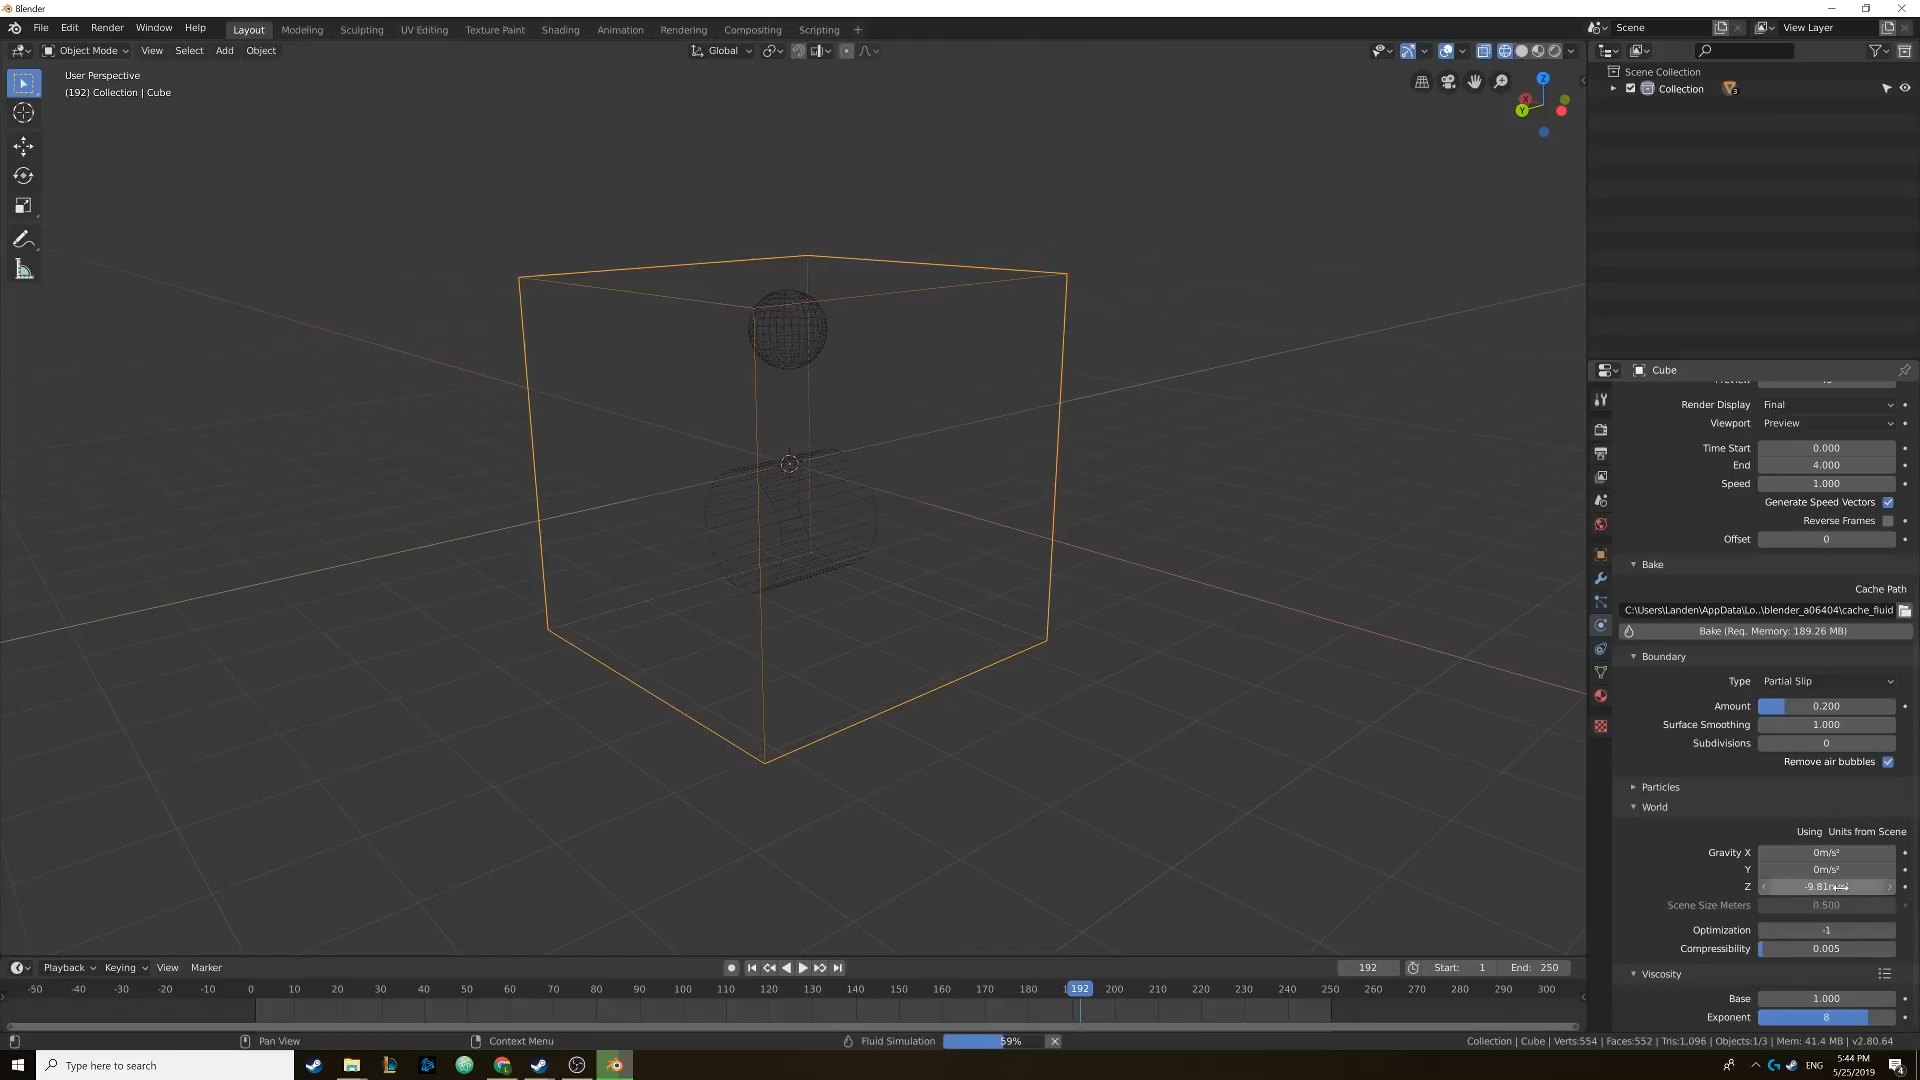 Blender
File Edit Render Window Help
Layout Modeling Sculpting UV Editing Texture Paint Shading Animation Rendering Compositing Scripting +
Scene
View Layer
Object Mode View Select Add Object
Global
User Perspective
(192) Collection | Cube
Z
X
Y
Scene Collection
Collection
3
Cube
Render Display Final
Viewport Preview
Time Start 0.000
End 4.000
Speed 1.000
Generate Speed Vectors
Reverse Frames
Offset 0
Bake
Cache Path
C:\Users\Landen\AppData\Lo..\blender_a06404\cache_fluid
Bake (Req. Memory: 189.26 MB)
Boundary
Type Partial Slip
Amount 0.200
Surface Smoothing 1.000
Subdivisions 0
Remove air bubbles
Particles
World
Using Units from Scene
Gravity X 0m/s²
Y 0m/s²
Z -9.81m/s²
Scene Size Meters 0.500
Optimization -1
Compressibility 0.005
Viscosity
Base 1.000
Exponent 8
Playback Keying View Marker
192 Start: 1 End: 250
-50 -40 -30 -20 -10 0 10 20 30 40 50 60 70 80 90 100 110 120 130 140 150 160 170 180 192 200 210 220 230 240 250 260 270 280 290 300
Pan View Context Menu Fluid Simulation 59% Collection | Cube | Verts:554 | Faces:552 | Tris:1,096 | Objects:1/3 | Mem: 41.4 MB | v2.80.64
Type here to search
ENG
5:44 PM
5/25/2019
4